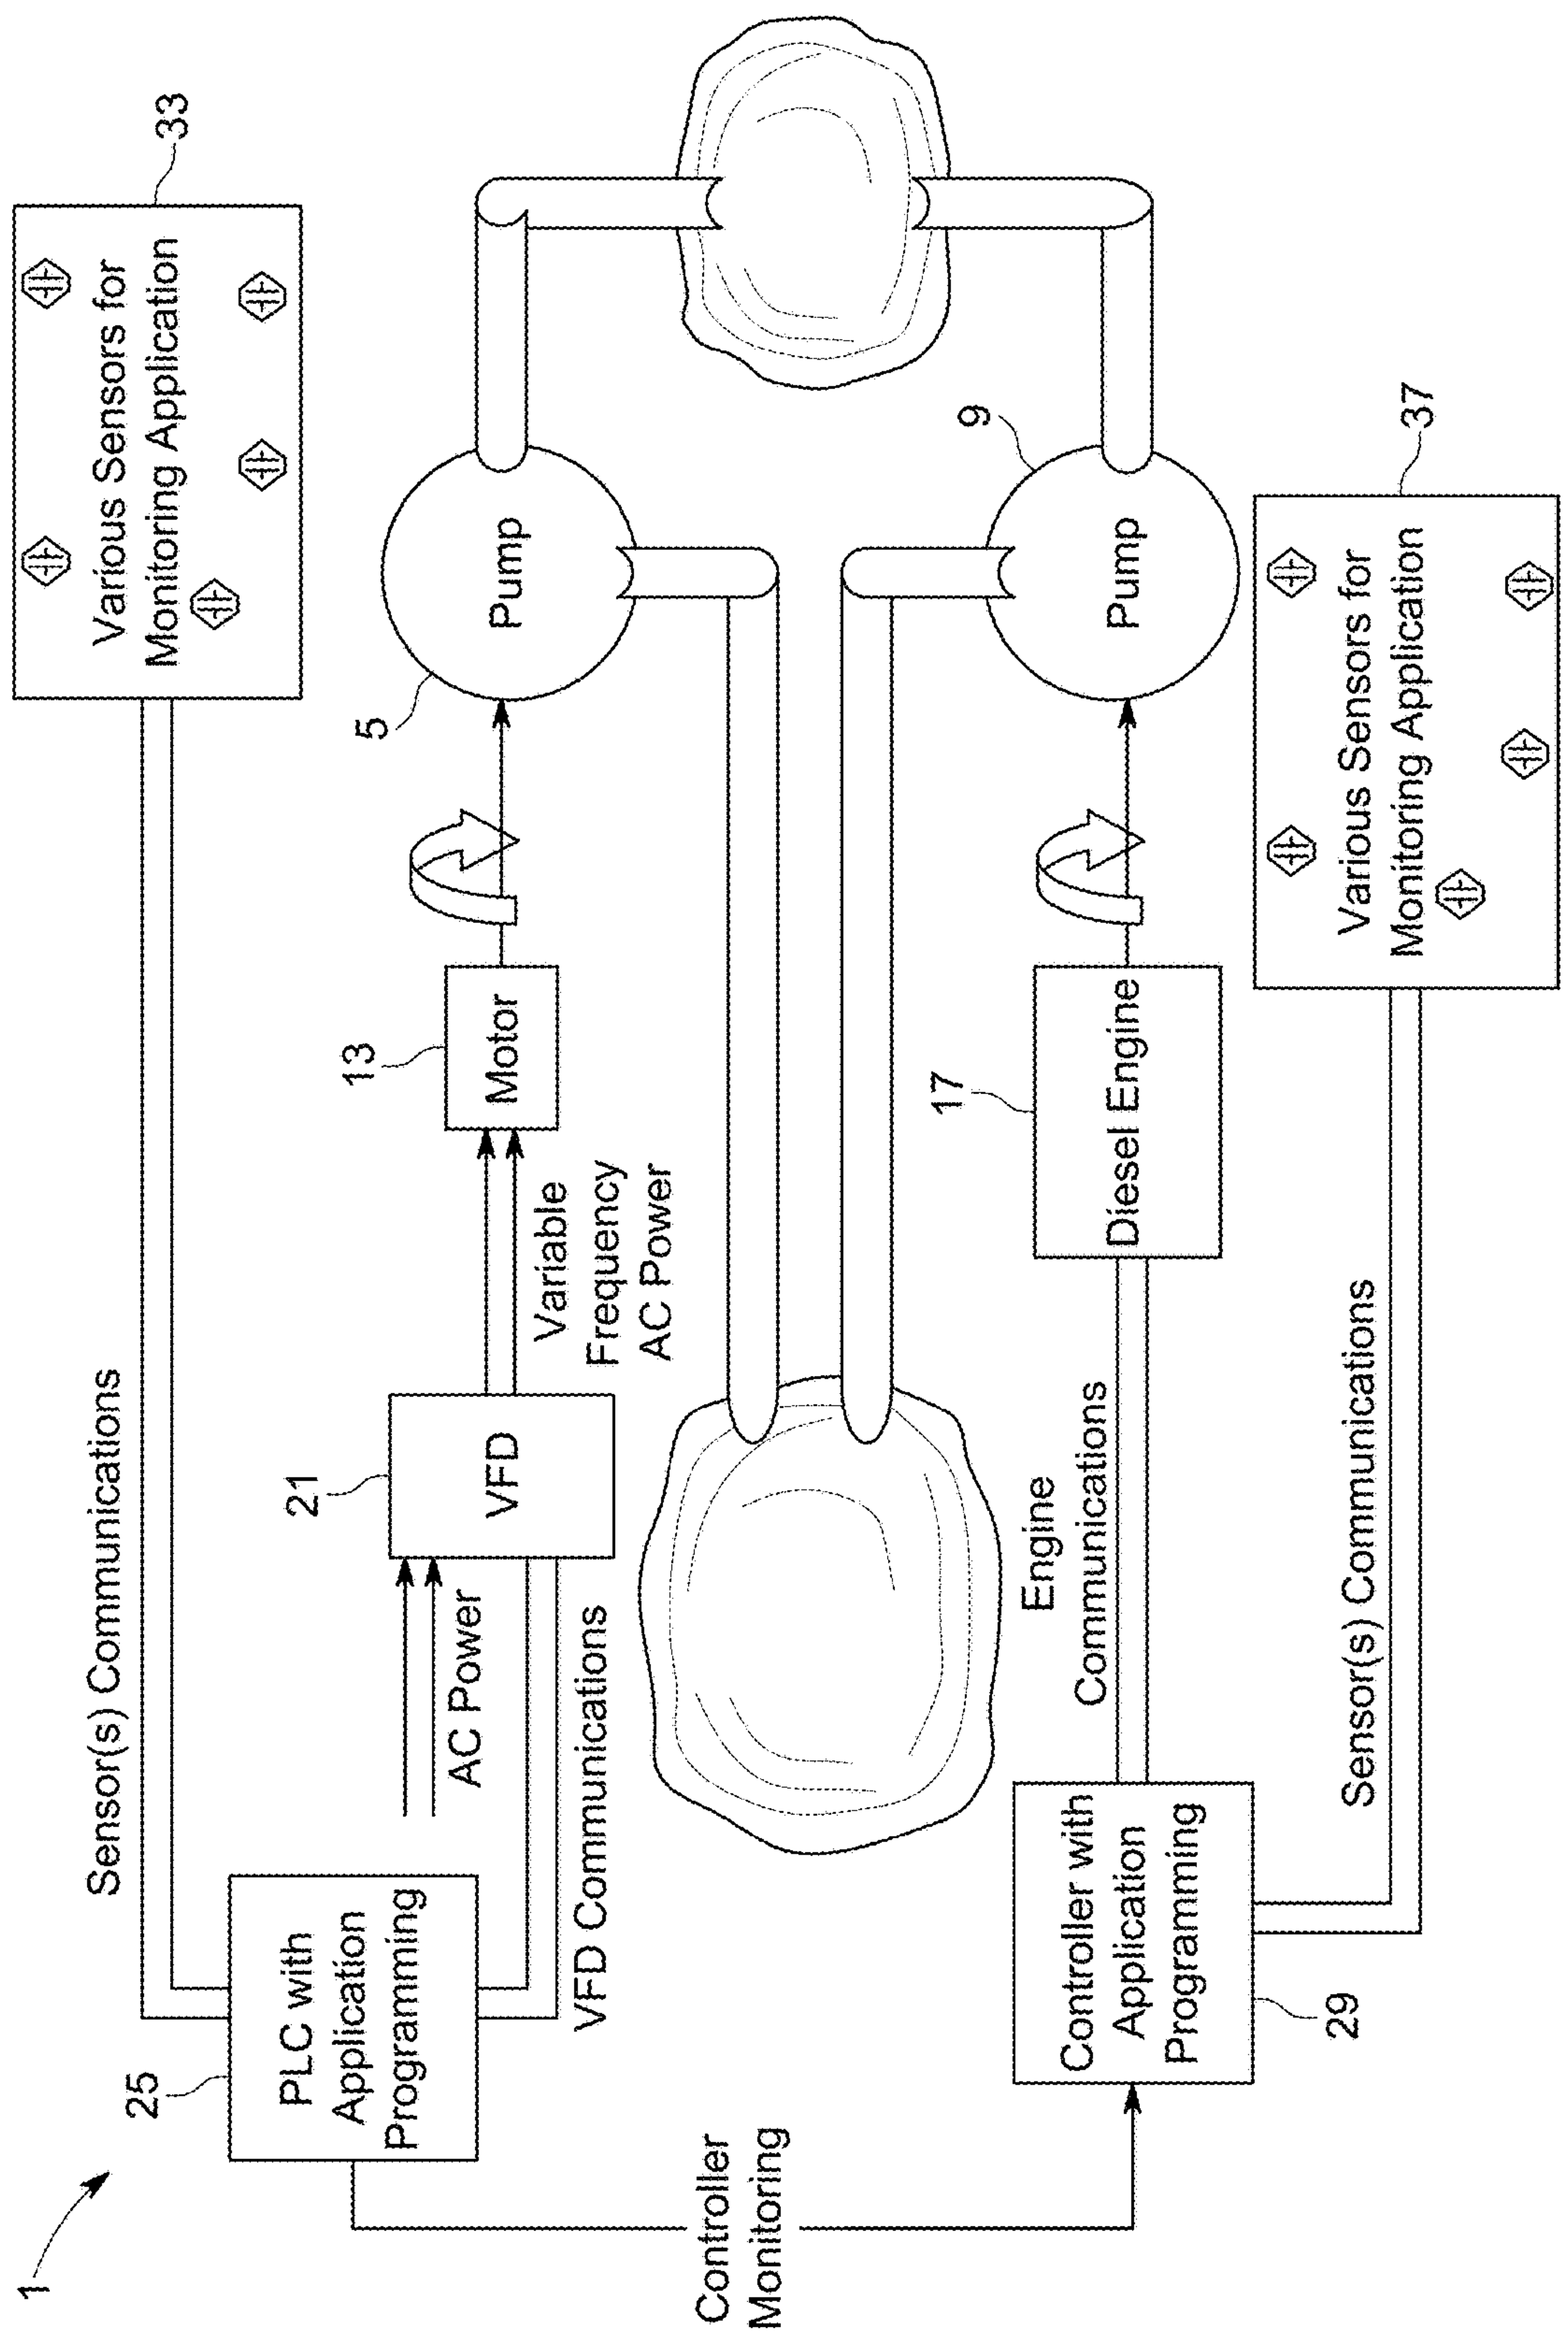 1
25
PLC with
Application
Programming
Sensor(s) Communications
33
Various Sensors for
Monitoring Application
AC Power
VFD Communications
21
VFD
Variable
Frequency
AC Power
13
Motor
5
Pump
Controller
Monitoring
Controller with
Application
Programming
29
Engine
Communications
17
Diesel Engine
9
Pump
Sensor(s) Communications
37
Various Sensors for
Monitoring Application